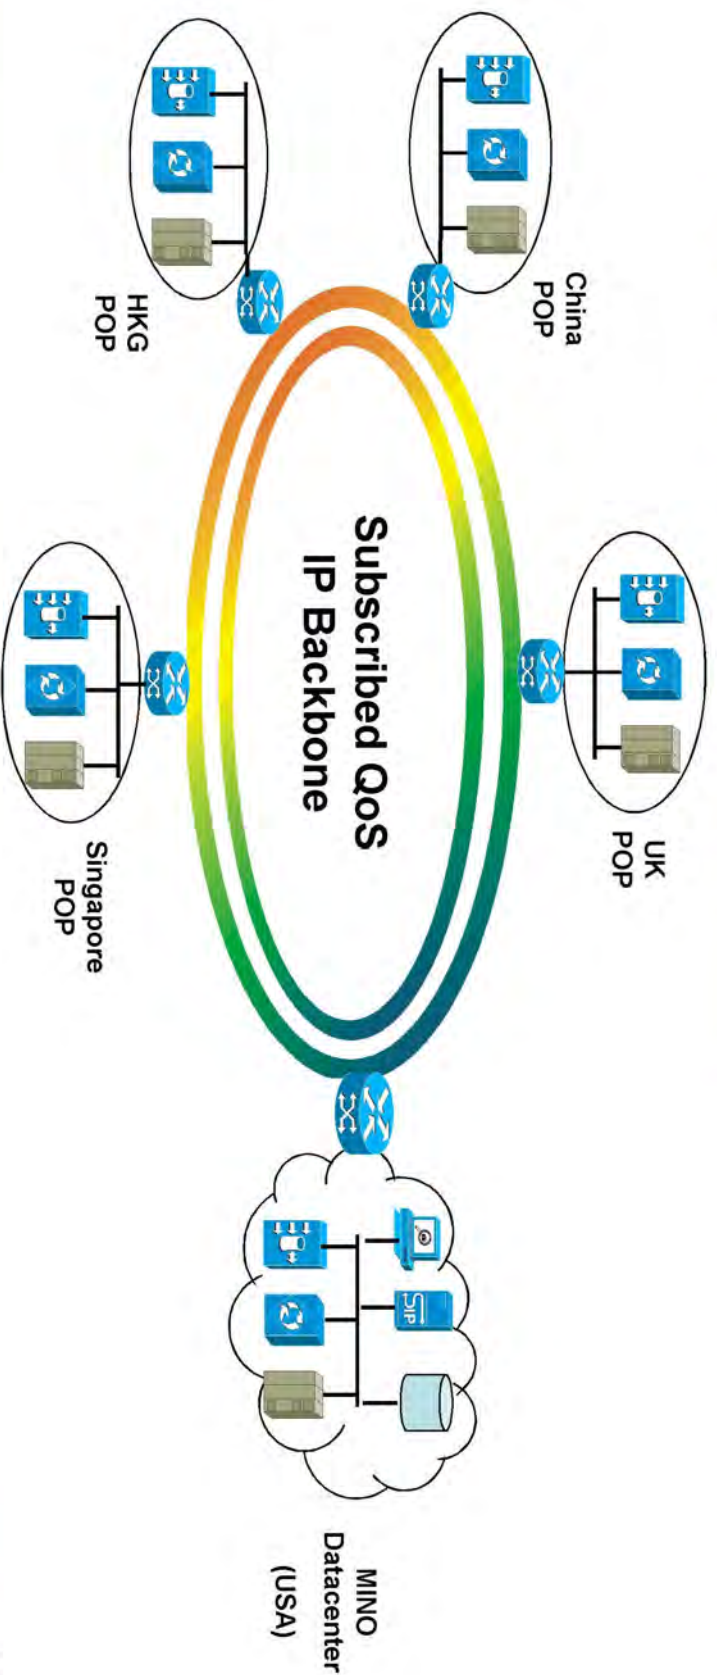 China
POP
UK
POP
Subscribed QoS
IP Backbone
SIP
MINO
Datacenter
(USA)
HKG
POP
Singapore
POP